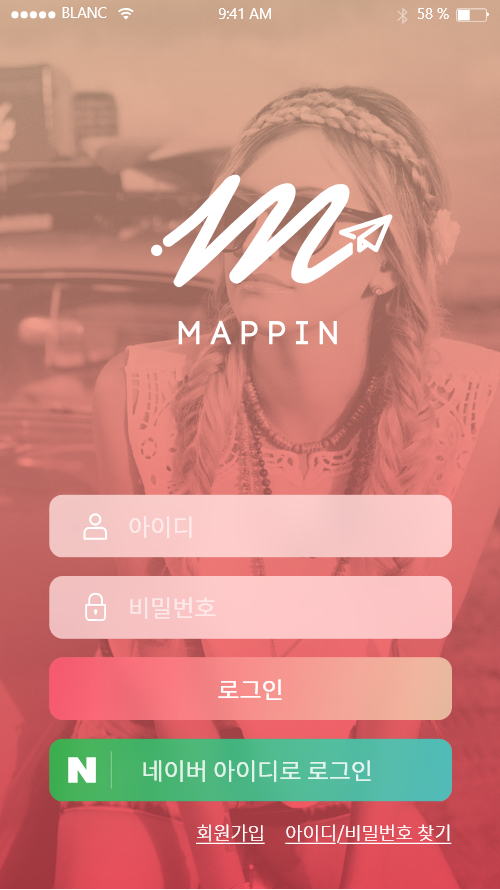 BLANC 9:41 AM 58 %
MAPPIN
아이디
비밀번호
로그인
N 네이버 아이디로 로그인
회원가입 아이디/비밀번호 찾기